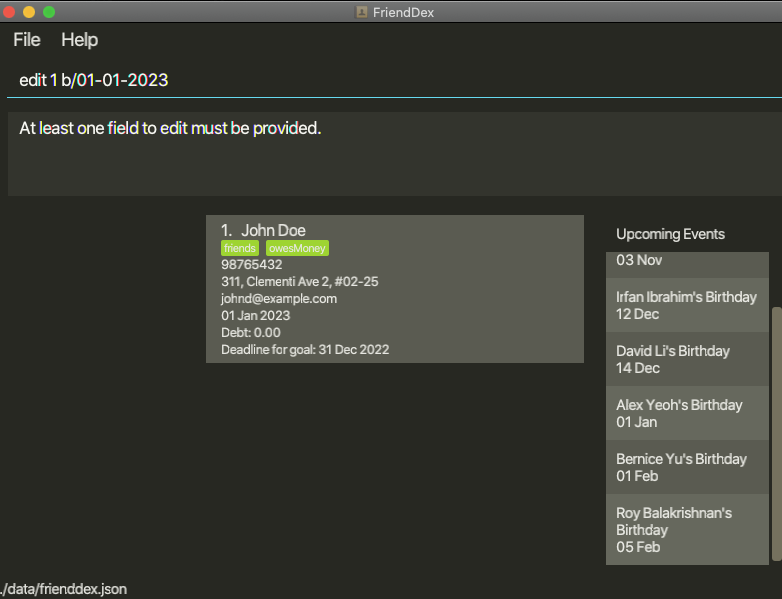 FriendDex
File Help
edit 1 b/01-01-2023
At least one field to edit must be provided.
1. John Doe
friends owesMoney
98765432
311, Clementi Ave 2, #02-25
johnd@example.com
01 Jan 2023
Debt: 0.00
Deadline for goal: 31 Dec 2022
Upcoming Events
03 Nov
Irfan Ibrahim's Birthday
12 Dec
David Li's Birthday
14 Dec
Alex Yeoh's Birthday
01 Jan
Bernice Yu's Birthday
01 Feb
Roy Balakrishnan's
Birthday
05 Feb
./data/frienddex.json